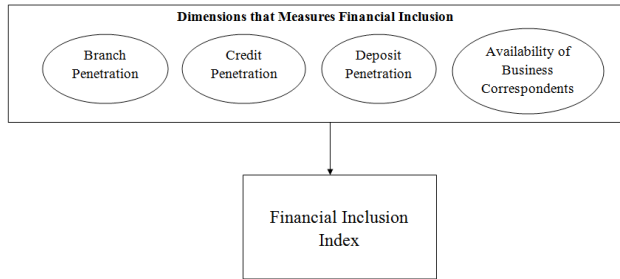 Dimensions that Measures Financial Inclusion
Branch
Penetration
Credit
Penetration
Deposit
Penetration
Availability of
Business
Correspondents
Financial Inclusion
Index